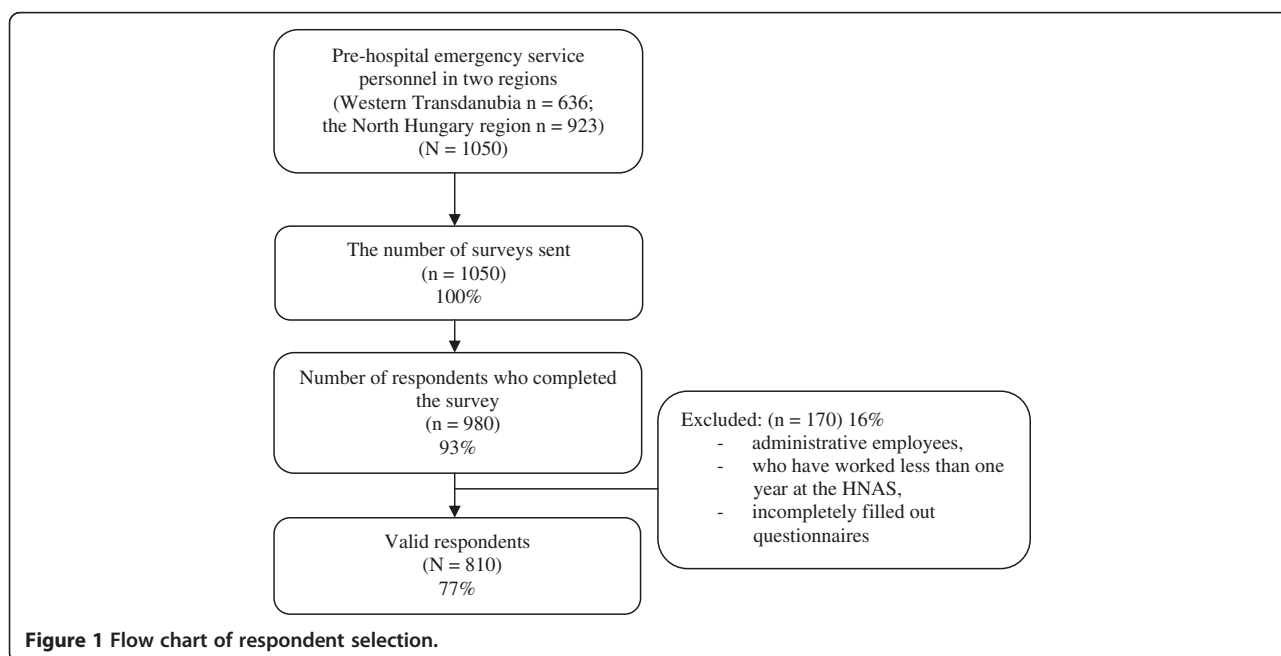 Pre-hospital emergency service
personnel in two regions
(Western Transdanubia n = 636;
the North Hungary region n = 923)
(N = 1050)
The number of surveys sent
(n = 1050)
100%
Number of respondents who completed
the survey
(n = 980)
93%
Excluded: (n = 170) 16%
- administrative employees,
- who have worked less than one
year at the HNAS,
- incompletely filled out
questionnaires
Valid respondents
(N = 810)
77%
Figure 1 Flow chart of respondent selection.